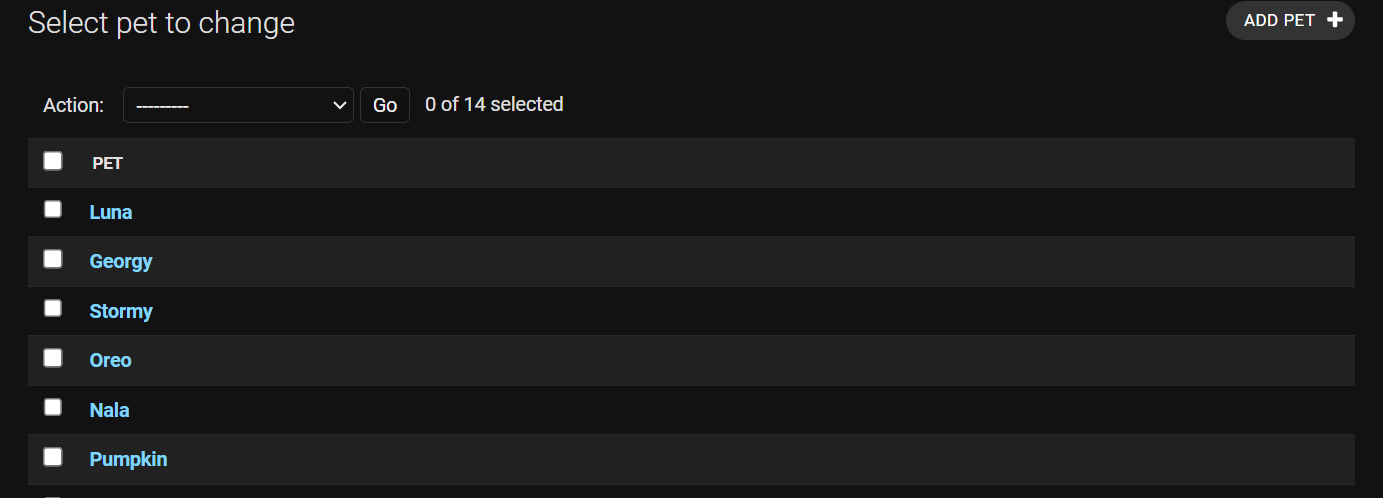 Select pet to change
ADD PET
Action: --------- Go 0 of 14 selected
PET
Luna
Georgy
Stormy
Oreo
Nala
Pumpkin